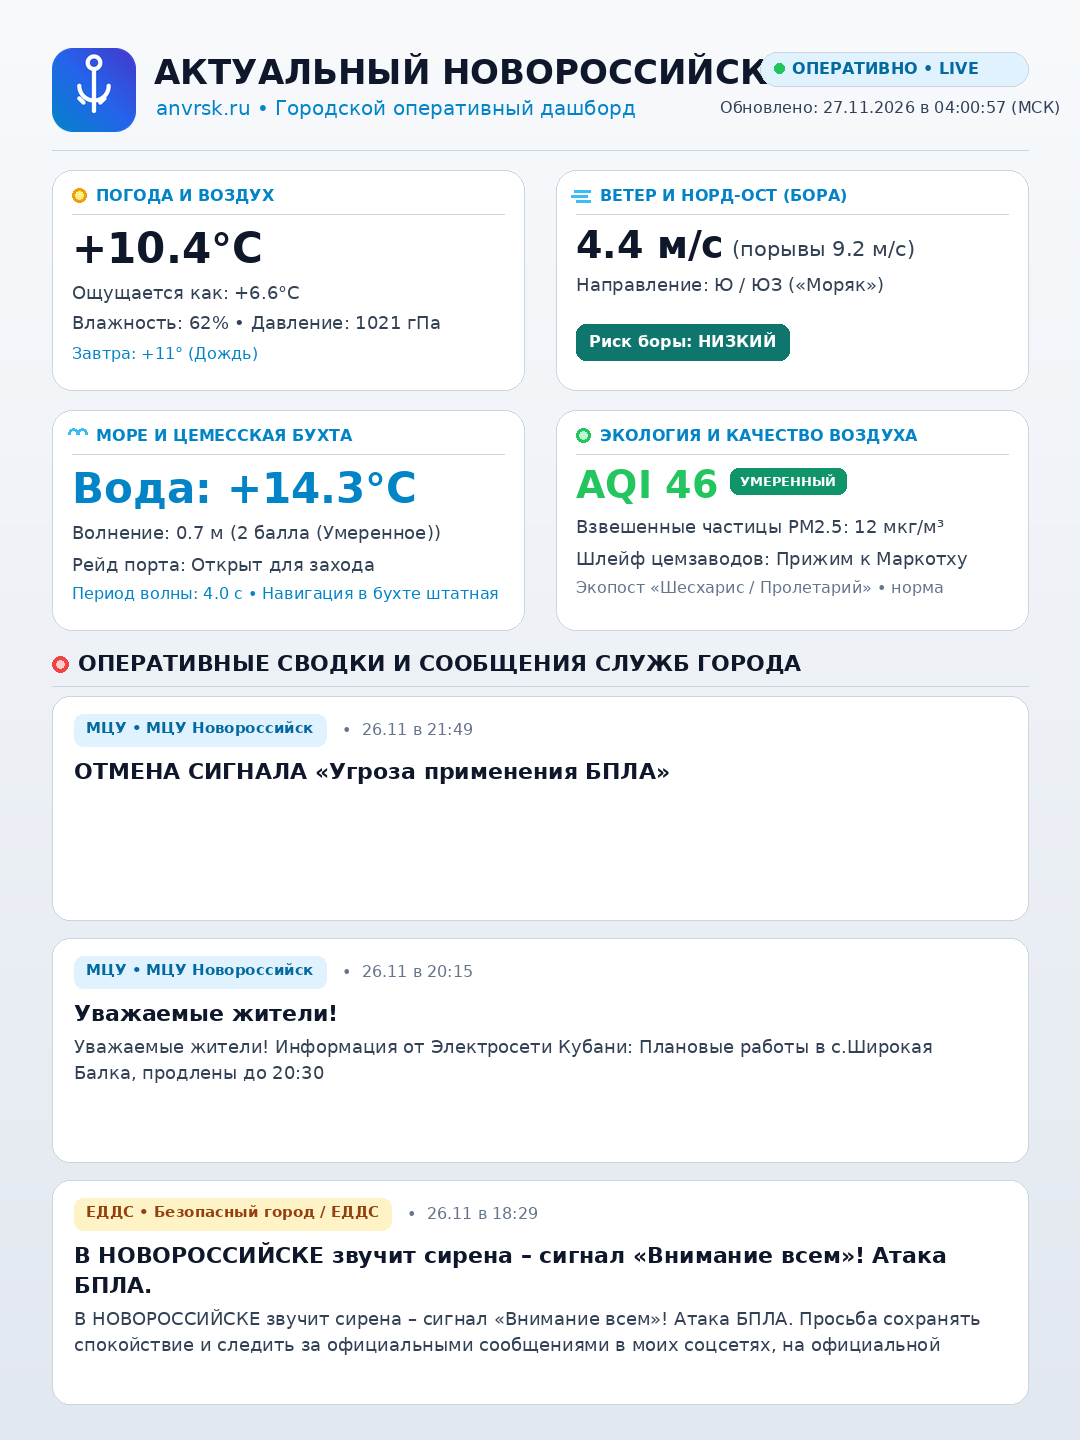 АКТУАЛЬНЫЙ НОВОРОССИЙСК
ОПЕРАТИВНО • LIVE
anvrsk.ru • Городской оперативный дашборд
Обновлено: 27.11.2026 в 04:00:57 (МСК)
ПОГОДА И ВОЗДУХ
+10.4°C
Ощущается как: +6.6°C
Влажность: 62% • Давление: 1021 гПа
Завтра: +11° (Дождь)
ВЕТЕР И НОРД-ОСТ (БОРА)
4.4 м/с (порывы 9.2 м/с)
Направление: Ю / ЮЗ («Моряк»)
Риск боры: НИЗКИЙ
МОРЕ И ЦЕМЕССКАЯ БУХТА
Вода: +14.3°C
Волнение: 0.7 м (2 балла (Умеренное))
Рейд порта: Открыт для захода
Период волны: 4.0 с • Навигация в бухте штатная
ЭКОЛОГИЯ И КАЧЕСТВО ВОЗДУХА
AQI 46 УМЕРЕННЫЙ
Взвешенные частицы PM2.5: 12 мкг/м³
Шлейф цемзаводов: Прижим к Маркотху
Экопост «Шесхарис / Пролетарий» • норма
ОПЕРАТИВНЫЕ СВОДКИ И СООБЩЕНИЯ СЛУЖБ ГОРОДА
МЦУ • МЦУ Новороссийск • 26.11 в 21:49
ОТМЕНА СИГНАЛА «Угроза применения БПЛА»
МЦУ • МЦУ Новороссийск • 26.11 в 20:15
Уважаемые жители!
Уважаемые жители! Информация от Электросети Кубани: Плановые работы в с.Широкая
Балка, продлены до 20:30
ЕДДС • Безопасный город / ЕДДС • 26.11 в 18:29
В НОВОРОССИЙСКЕ звучит сирена – сигнал «Внимание всем»! Атака
БПЛА.
В НОВОРОССИЙСКЕ звучит сирена – сигнал «Внимание всем»! Атака БПЛА. Просьба сохранять
спокойствие и следить за официальными сообщениями в моих соцсетях, на официальной